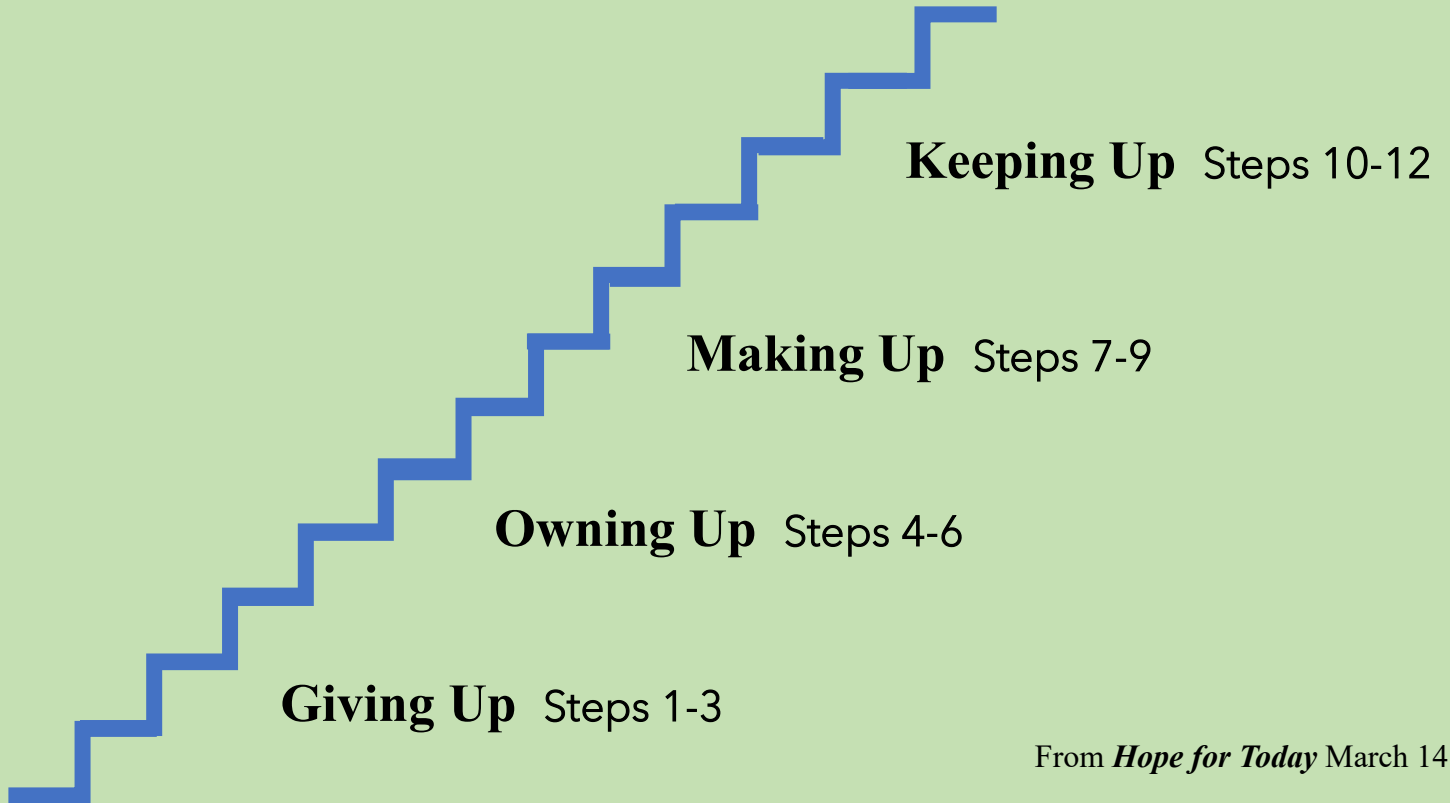 Keeping Up Steps 10-12
Making Up Steps 7-9
Owning Up Steps 4-6
Giving Up Steps 1-3
From Hope for Today March 14